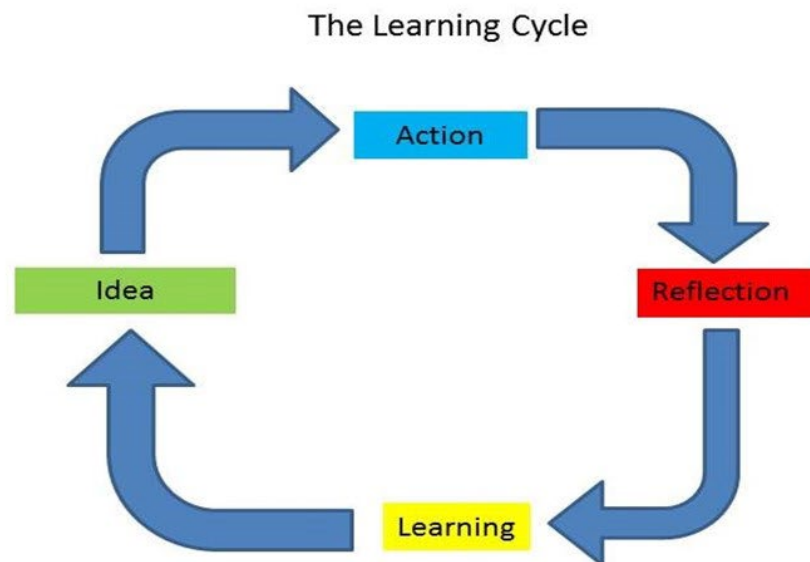 The Learning Cycle
Action
Idea
Reflection
Learning